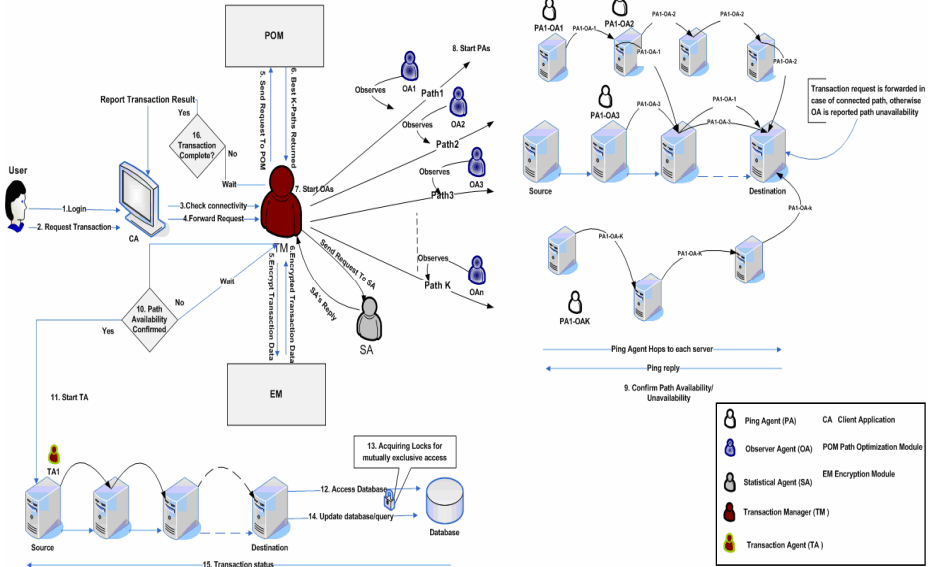 POM
Report Transaction Result
Yes
16.
Transaction
Complete?
No
Wait
5. Send Request To POM
6. Best K-Paths Returned
User
1.Login
2. Request Transaction
CA
3.Check connectivity
4.Forward Request
7. Start OAs
TM
8. Start PAs
OA1
Observes
Path1
OA2
Observes
Path2
Observes
OA3
Path3
Observes
OAn
Path K
Send Request To SA
SA's Reply
SA
5.Encrypt Transaction Data
6.Encrypted Transaction Data
EM
Wait
No
10. Path
Availability
Confirmed
Yes
11. Start TA
TA1
Source
Destination
12. Access Database
13. Acquiring Locks for
mutually exclusive access
14. Update database/query
Database
15. Transaction status
PA1-OA1
PA1-OA2
PA1-OA-1
PA1-OA-2
PA1-OA-2
PA1-OA-1
PA1-OA-2
PA1-OA3
PA1-OA-3
PA1-OA-1
PA1-OA-3
Transaction request is forwarded in
case of connected path, otherwise
OA is reported path unavailability
Source
Destination
PA1-OA-k
PA1-OA-K
PA1-OA-K
PA1-OAK
Ping Agent Hops to each server
Ping reply
9. Confirm Path Availability/
Unavailability
Ping Agent (PA)
CA Client Application
Observer Agent (OA)
POM Path Optimization Module
Statistical Agent (SA)
EM Encryption Module
Transaction Manager (TM )
Transaction Agent (TA )